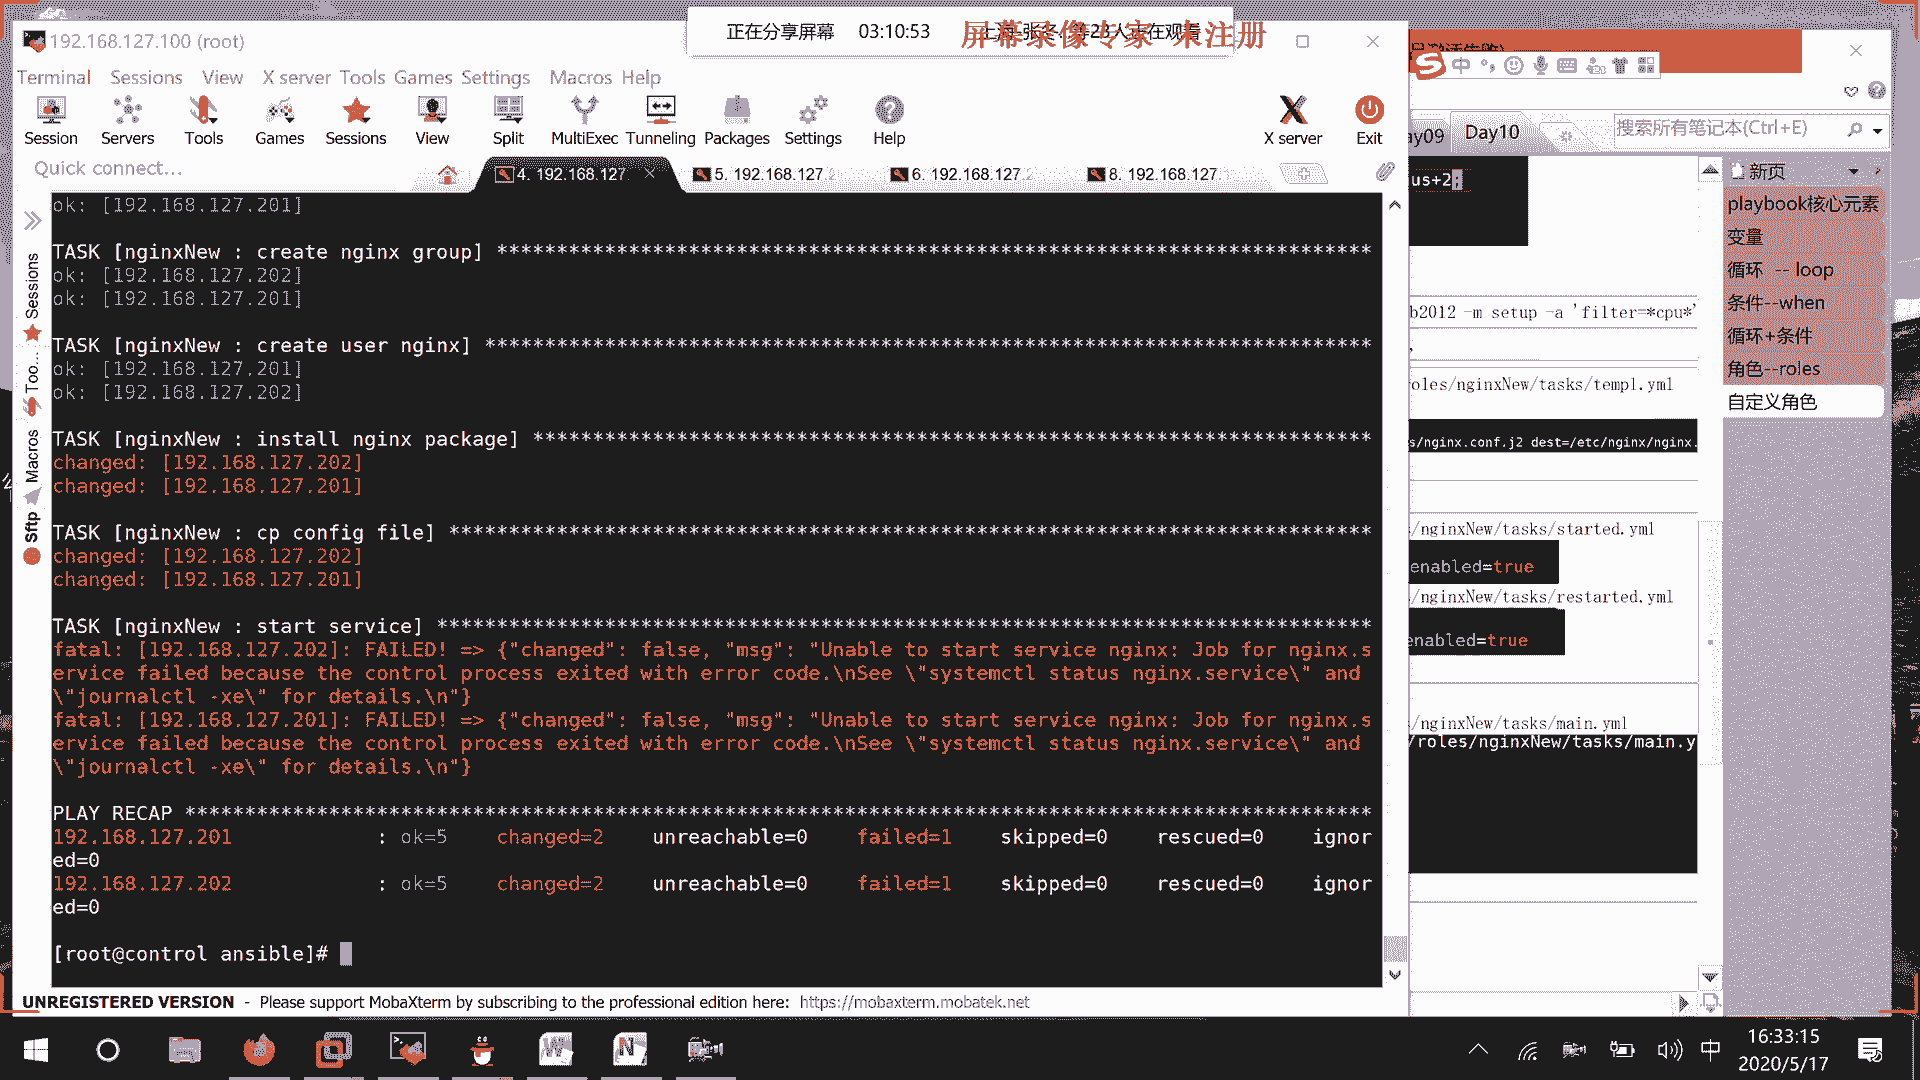 正在分享屏幕 03:10:53
屏幕录像专家 未注册
192.168.127.100 (root)
Terminal Sessions View X server Tools Games Settings Macros Help
Session Servers Tools Games Sessions View Split MultiExec Tunneling Packages Settings Help X server Exit
Quick connect...
4. 192.168.127. 5. 192.168.127.2 6. 192.168.127.2 8. 192.168.127.1
Sessions
Too...
Macros
Sftp
ok: [192.168.127.201]
TASK [nginxNew : create nginx group] **************************************************************************
ok: [192.168.127.202]
ok: [192.168.127.201]
TASK [nginxNew : create user nginx] ***************************************************************************
ok: [192.168.127.201]
ok: [192.168.127.202]
TASK [nginxNew : install nginx package] ***********************************************************************
changed: [192.168.127.202]
changed: [192.168.127.201]
TASK [nginxNew : cp config file] ******************************************************************************
changed: [192.168.127.202]
changed: [192.168.127.201]
TASK [nginxNew : start service] *******************************************************************************
fatal: [192.168.127.202]: FAILED! => {"changed": false, "msg": "Unable to start service nginx: Job for nginx.s
ervice failed because the control process exited with error code.\nSee \"systemctl status nginx.service\" and
\"journalctl -xe\" for details.\n"}
fatal: [192.168.127.201]: FAILED! => {"changed": false, "msg": "Unable to start service nginx: Job for nginx.s
ervice failed because the control process exited with error code.\nSee \"systemctl status nginx.service\" and
\"journalctl -xe\" for details.\n"}
PLAY RECAP ****************************************************************************************************
192.168.127.201 : ok=5 changed=2 unreachable=0 failed=1 skipped=0 rescued=0 ignor
ed=0
192.168.127.202 : ok=5 changed=2 unreachable=0 failed=1 skipped=0 rescued=0 ignor
ed=0
[root@control ansible]#
UNREGISTERED VERSION - Please support MobaXterm by subscribing to the professional edition here: https://mobaxterm.mobatek.net
中
ay09 Day10 搜索所有笔记本(Ctrl+E)
us+2;
b2012 -m setup -a 'filter=*cpu*'
roles/nginxNew/tasks/templ.yml
s/nginx.conf.j2 dest=/etc/nginx/nginx.
s/nginxNew/tasks/started.yml
enabled=true
s/nginxNew/tasks/restarted.yml
enabled=true
s/nginxNew/tasks/main.yml
/roles/nginxNew/tasks/main.y
新页
playbook核心元素
变量
循环 -- loop
条件--when
循环+条件
角色--roles
自定义角色
中
16:33:15
2020/5/17